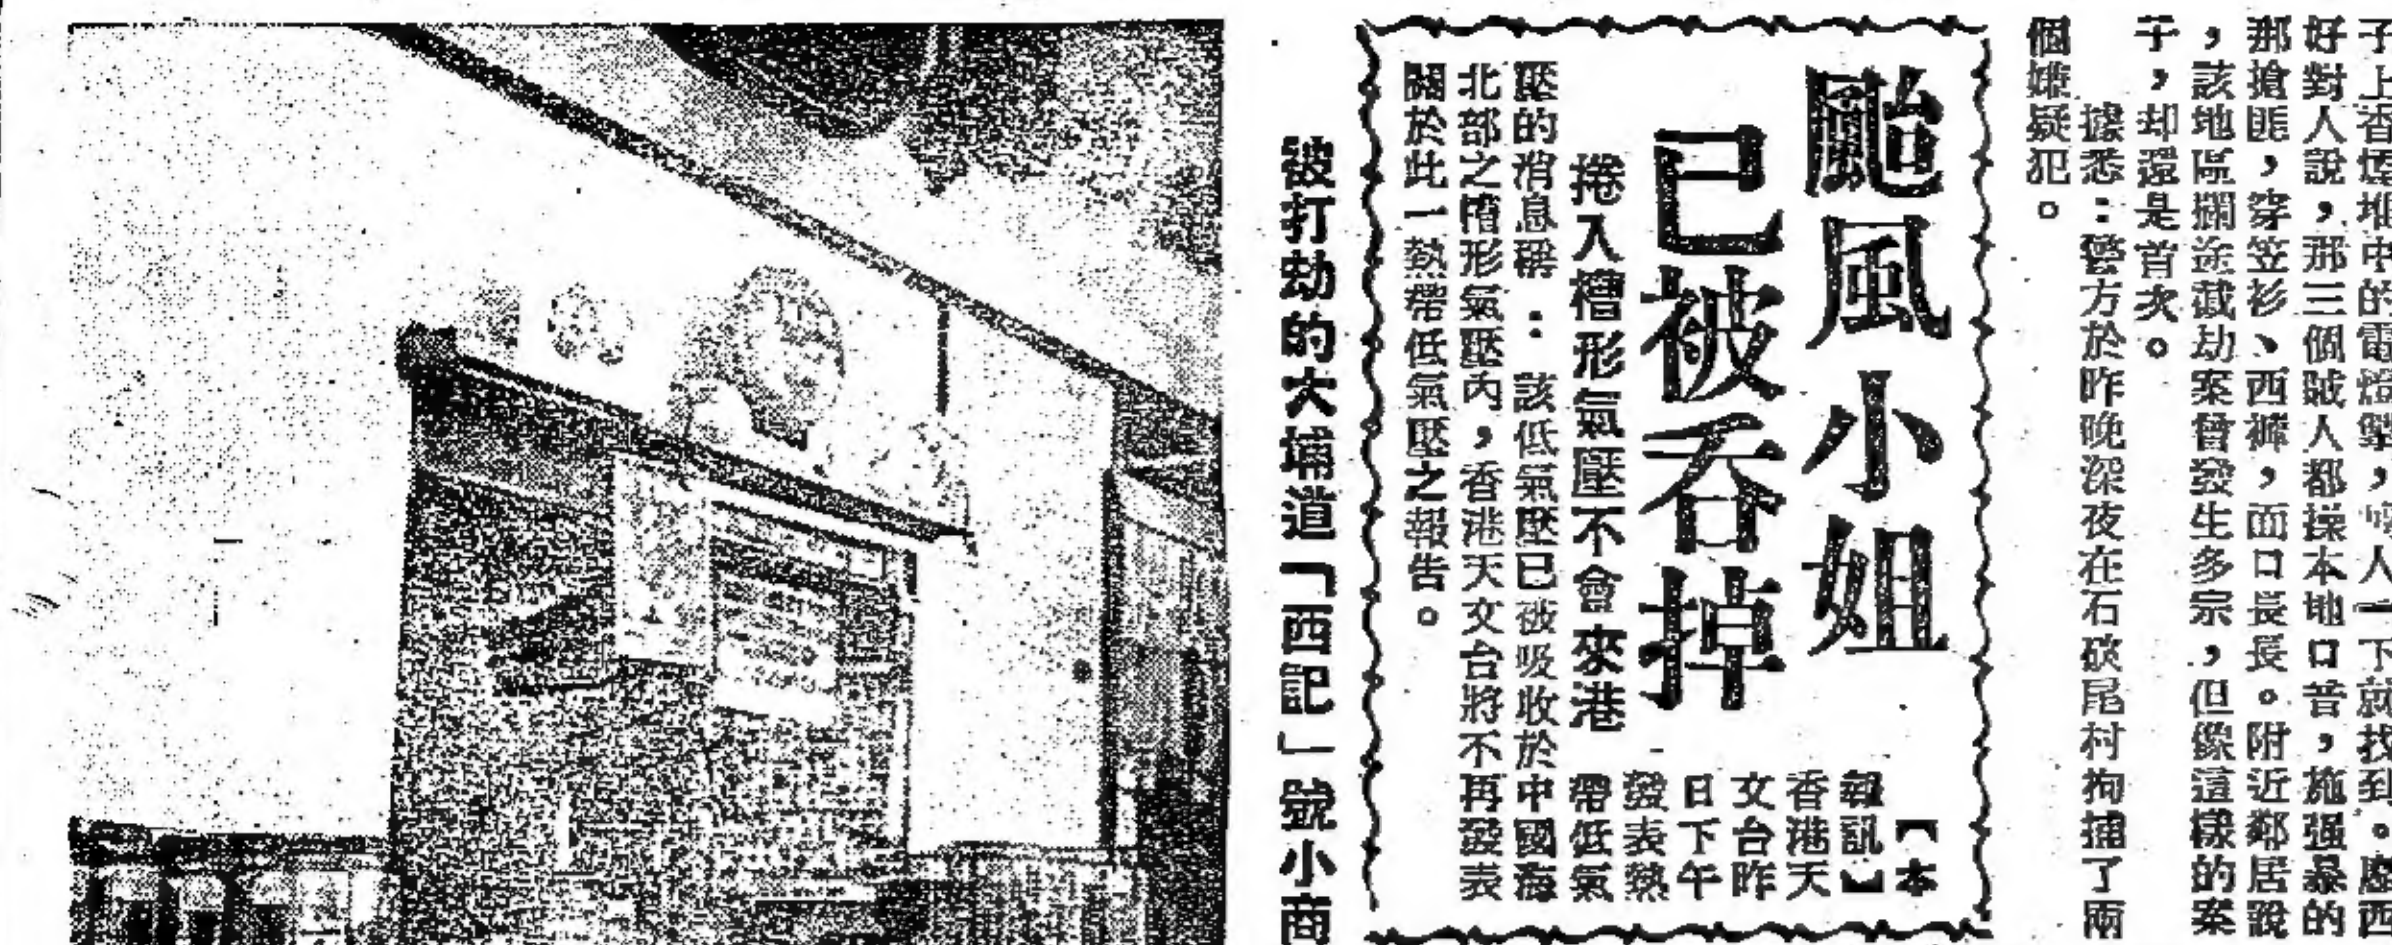 好對人說，那三個賊人都操本地口音，施强暴的
那搶匪，穿笠衫、西褲，面口長長。附近鄰居說
，該地區攔途截劫案曾發生多宗，但像這樣的案
子，却還是首次。
據悉：警方於昨晚深夜在石硤尾村拘捕了兩
個嫌疑犯。
颱風小姐
已被吞掉
捲入槽形氣壓不會來港
【本
報訊】
香港天
文台昨
日下午
發表熱
帶低氣
壓的消息稱：該低氣壓已被吸收於中國海
北部之槽形氣壓內，香港天文台將不再發表
關於此一熱帶低氣壓之報告。
被打劫的大埔道「西記」號小商